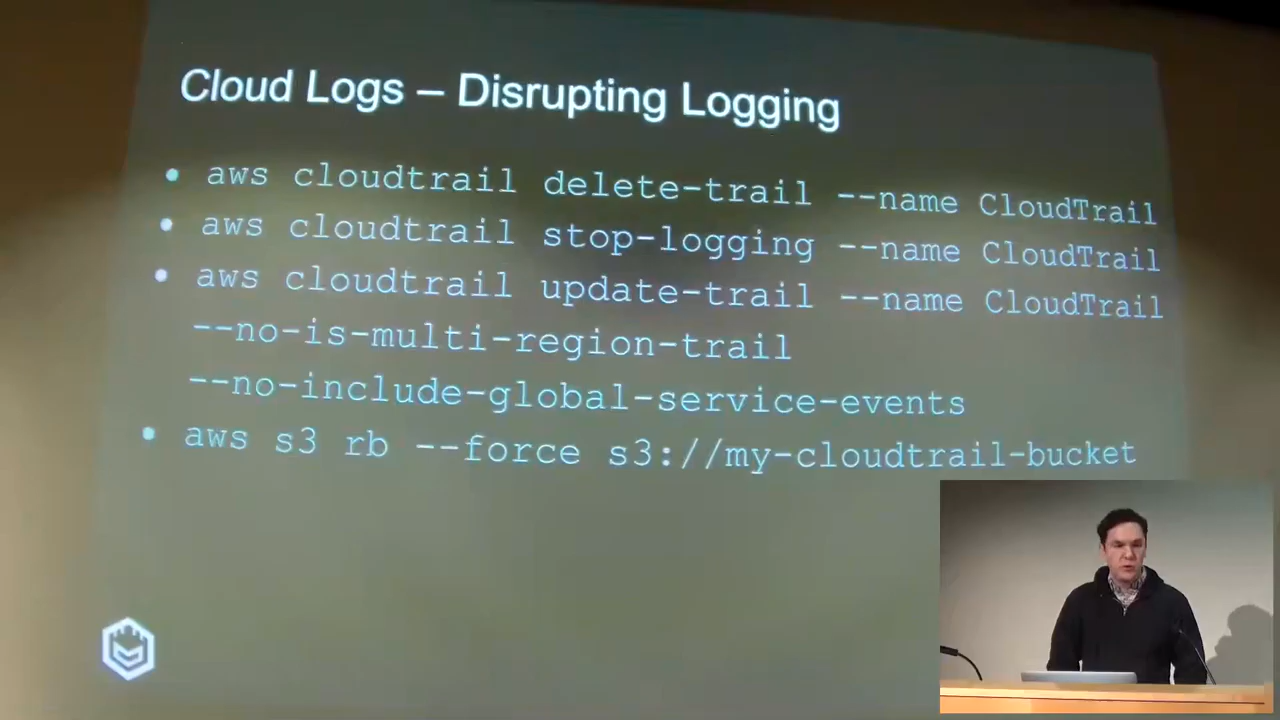 Cloud Logs – Disrupting Logging
• aws cloudtrail delete-trail --name CloudTrail
• aws cloudtrail stop-logging --name CloudTrail
• aws cloudtrail update-trail --name CloudTrail
--no-is-multi-region-trail
--no-include-global-service-events
• aws s3 rb --force s3://my-cloudtrail-bucket